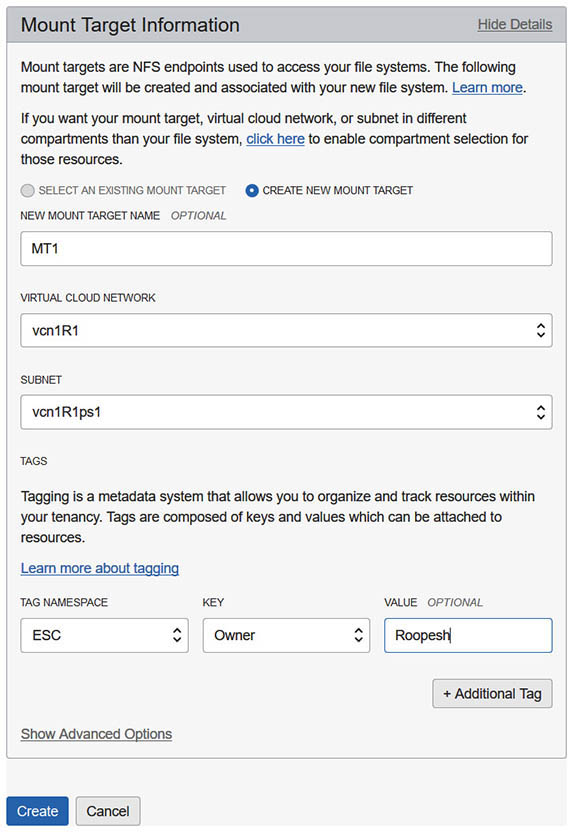 Mount Target Information
Hide Details
Mount targets are NFS endpoints used to access your file systems. The following
mount target will be created and associated with your new file system. Learn more.
If you want your mount target, virtual cloud network, or subnet in different
compartments than your file system, click here to enable compartment selection for
those resources.
SELECT AN EXISTING MOUNT TARGET
CREATE NEW MOUNT TARGET
NEW MOUNT TARGET NAME OPTIONAL
MT1
VIRTUAL CLOUD NETWORK
vcn1R1
SUBNET
vcn1R1ps1
TAGS
Tagging is a metadata system that allows you to organize and track resources within
your tenancy. Tags are composed of keys and values which can be attached to
resources.
Learn more about tagging
TAG NAMESPACE
KEY
VALUE OPTIONAL
ESC
Owner
Roopesh
+ Additional Tag
Show Advanced Options
Create
Cancel